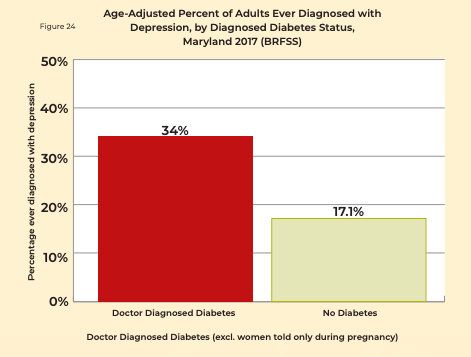 Figure 24
Age-Adjusted Percent of Adults Ever Diagnosed with
Depression, by Diagnosed Diabetes Status,
Maryland 2017 (BRFSS)
Percentage ever diagnosed with depression
50%
40%
30%
20%
10%
0%
34%
17.1%
Doctor Diagnosed Diabetes
No Diabetes
Doctor Diagnosed Diabetes (excl. women told only during pregnancy)